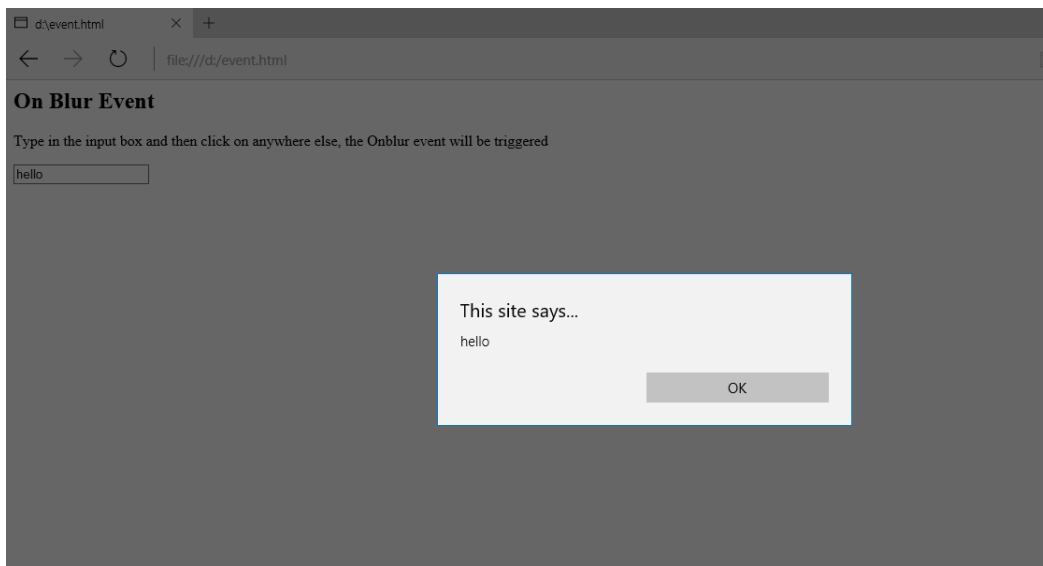 d:\event.html
file:///d:/event.html
On Blur Event
Type in the input box and then click on anywhere else, the Onblur event will be triggered
hello
This site says...
hello
OK